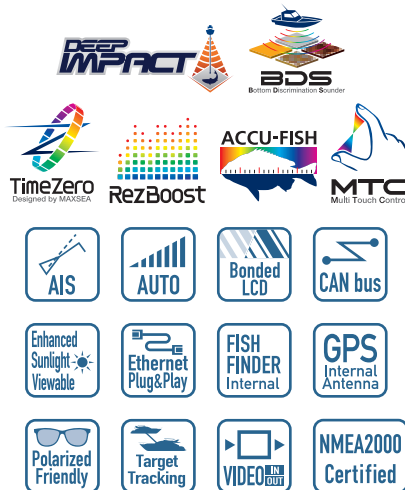 DEEP
IMPACT
BDS
Bottom Discrimination Sounder
TimeZero
Designed by MAXSEA
RezBoost
ACCU-FISH
MTC
Multi Touch Contro
AIS
AUTO
Bonded
LCD
CAN bus
Enhanced
Sunlight
Viewable
Ethernet
Plug&Play
FISH
FINDER
Internal
GPS
Internal
Antenna
Polarized
Friendly
Target
Tracking
VIDEO IN
OUT
NMEA2000
Certified